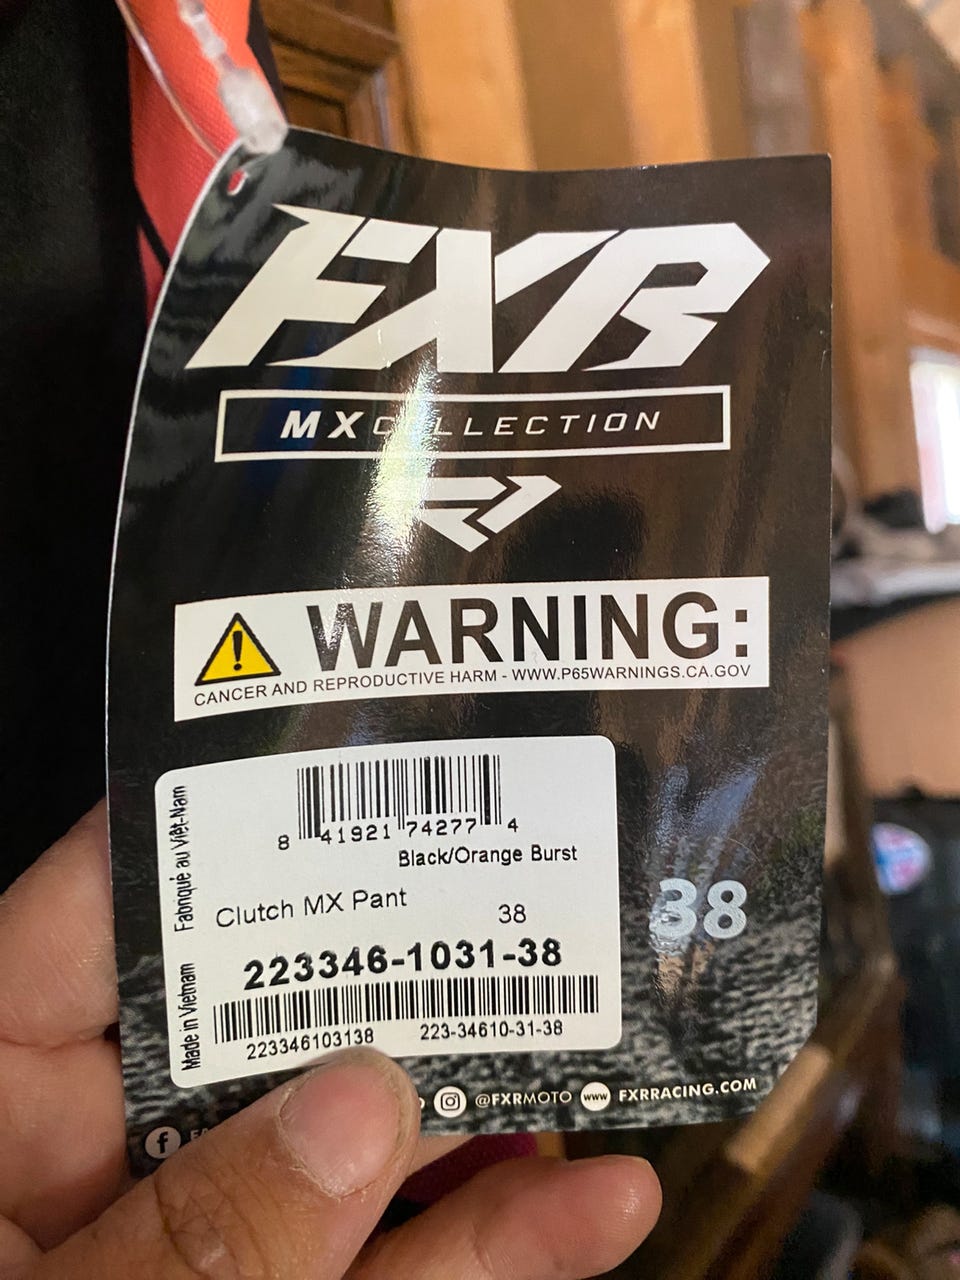 FXR
MX COLLECTION
WARNING:
CANCER AND REPRODUCTIVE HARM - WWW.P65WARNINGS.CA.GOV
8 41921 74277 4
Black/Orange Burst
Clutch MX Pant
38
223346-1031-38
223346103138 223-34610-31-38
Made in Vietnam Fabriqué au Viêt-Nam
38
@FXRMOTO www FXRRACING.COM
f